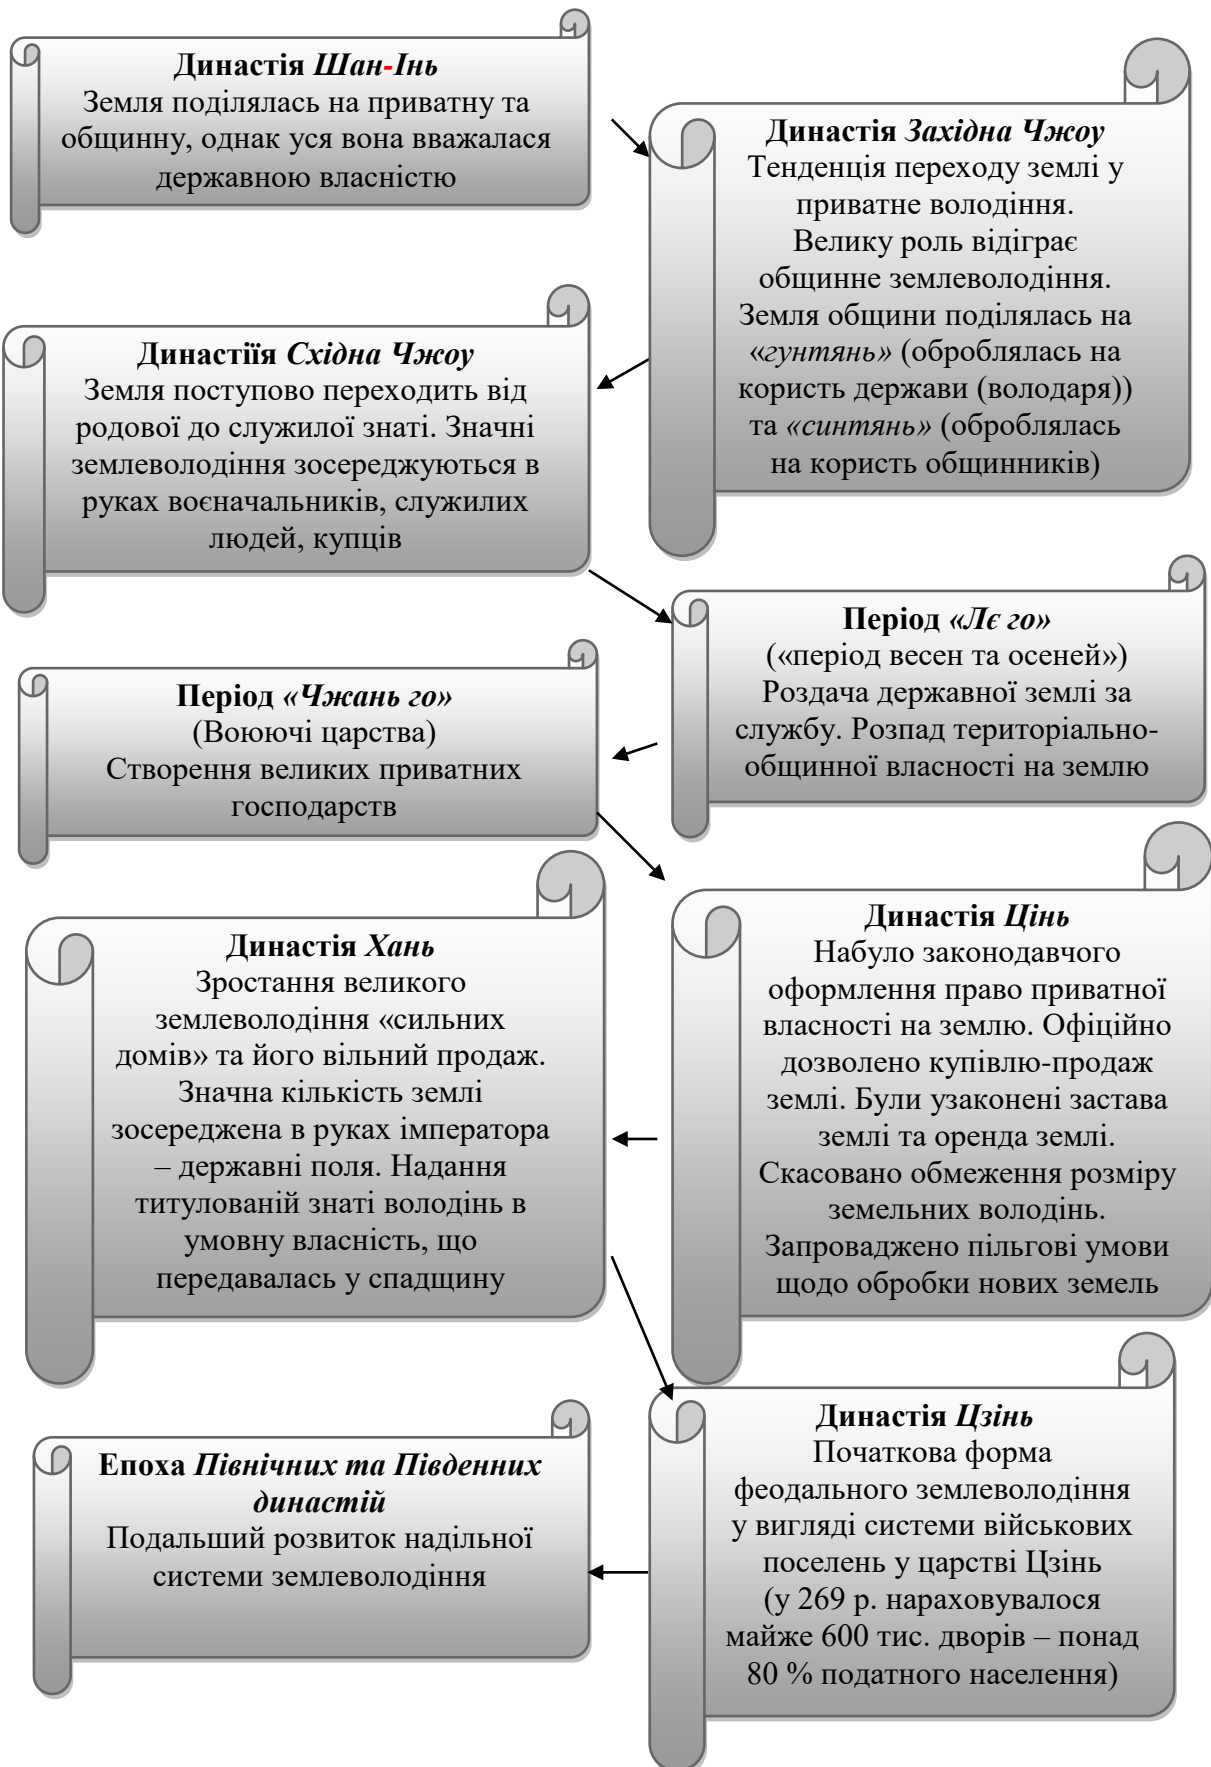 Династія Шан-Інь
Земля поділялась на приватну та
общинну, однак уся вона вважалася
державною власністю
Династія Західна Чжоу
Тенденція переходу землі у
приватне володіння.
Велику роль відіграє
общинне землеволодіння.
Земля общини поділялась на
«гунтянь» (оброблялась на
користь держави (володаря))
та «синтянь» (оброблялась
на користь общинників)
Династіїя Східна Чжоу
Земля поступово переходить від
родової до служилої знаті. Значні
землеволодіння зосереджуються в
руках воєначальників, служилих
людей, купців
Період «Лє го»
(«період весен та осеней»)
Роздача державної землі за
службу. Розпад територіально-
общинної власності на землю
Період «Чжань го»
(Воюючі царства)
Створення великих приватних
господарств
Династія Цінь
Набуло законодавчого
оформлення право приватної
власності на землю. Офіційно
дозволено купівлю-продаж
землі. Були узаконені застава
землі та оренда землі.
Скасовано обмеження розміру
земельних володінь.
Запроваджено пільгові умови
щодо обробки нових земель
Династія Хань
Зростання великого
землеволодіння «сильних
домів» та його вільний продаж.
Значна кількість землі
зосереджена в руках імператора
– державні поля. Надання
титулованій знаті володінь в
умовну власність, що
передавалась у спадщину
Династія Цзінь
Початкова форма
феодального землеволодіння
у вигляді системи військових
поселень у царстві Цзінь
(у 269 р. нараховувалося
майже 600 тис. дворів – понад
80 % податного населення)
Епоха Північних та Південних
династій
Подальший розвиток надільної
системи землеволодіння